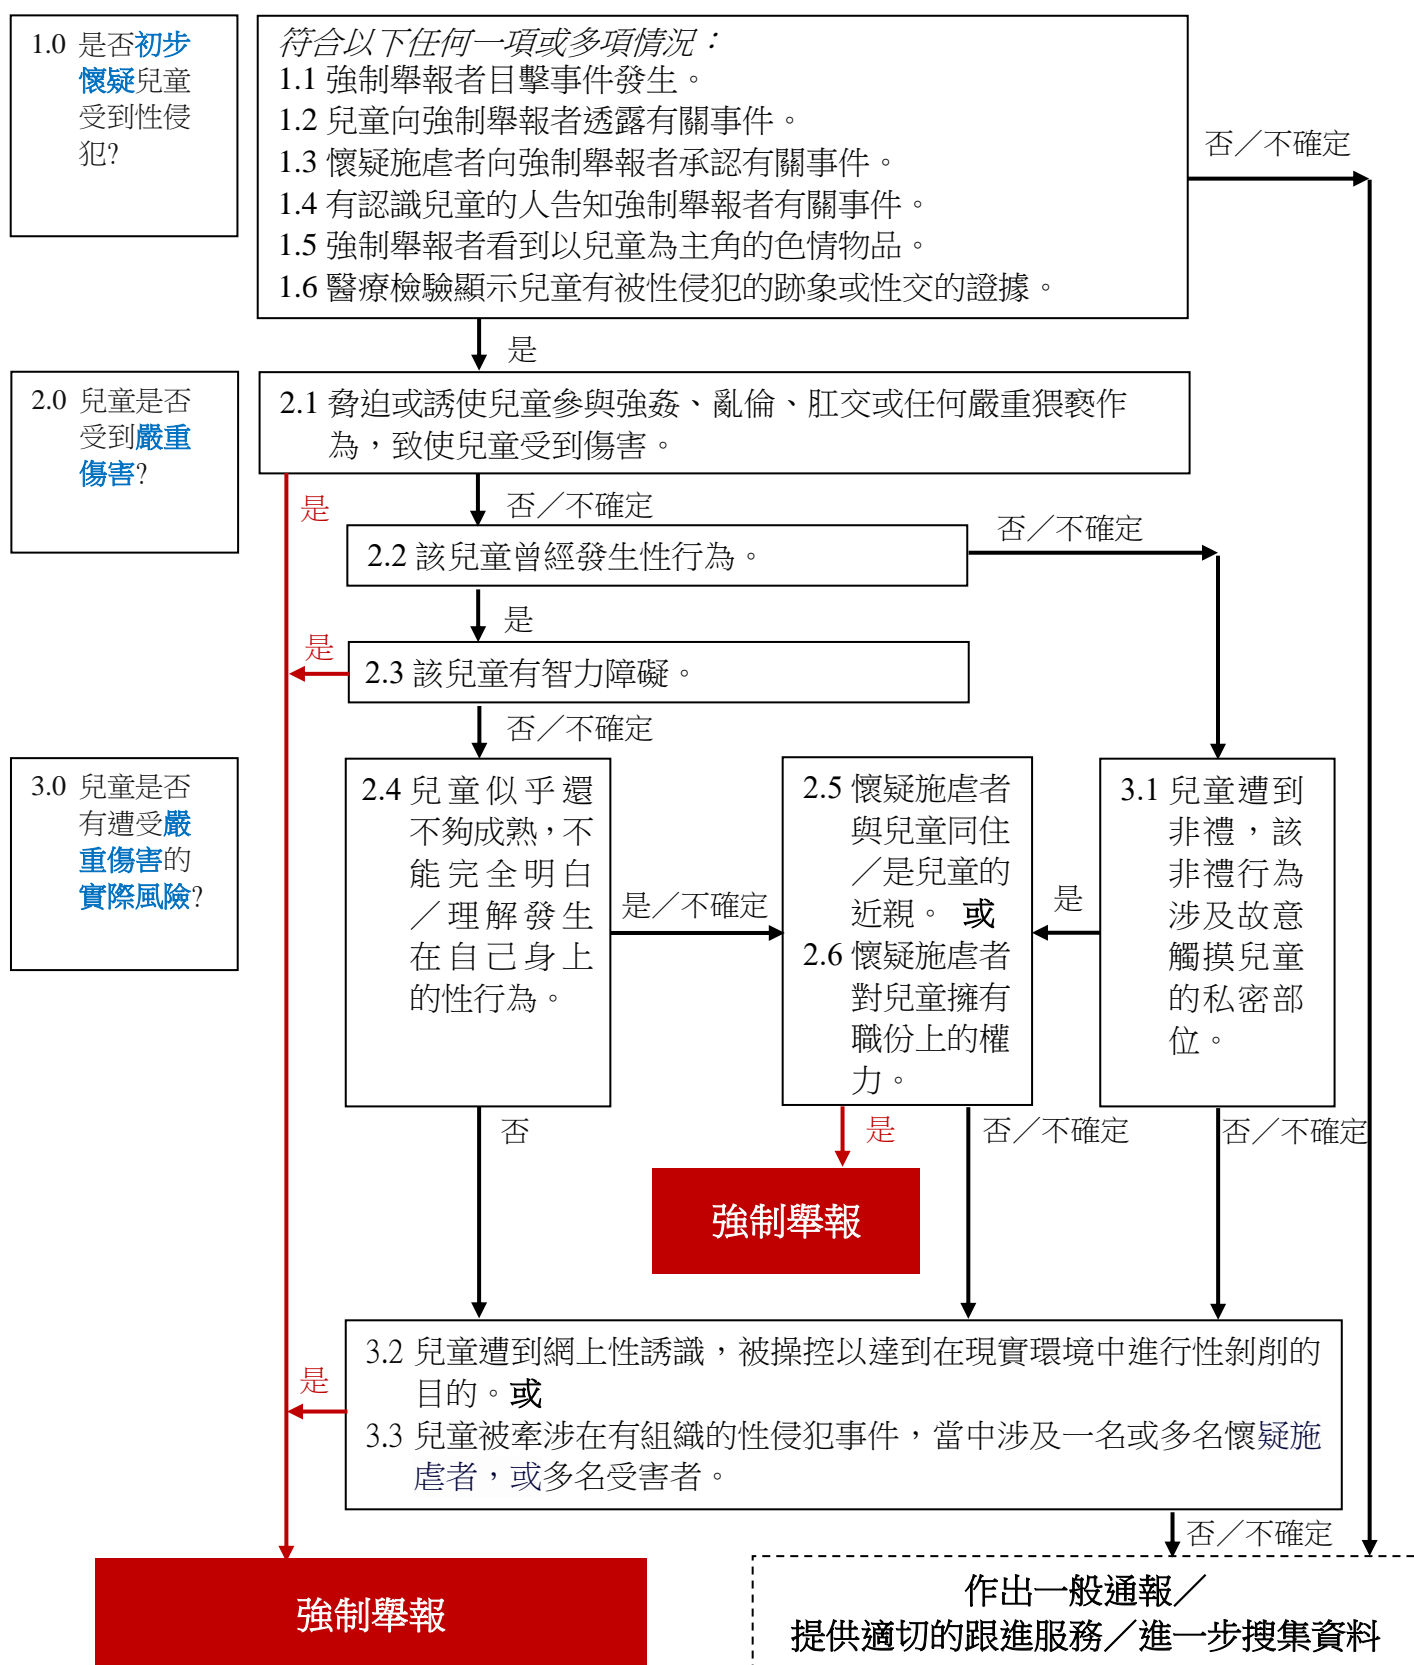 1.0 是否初步
懷疑兒童
受到性侵
犯?
符合以下任何一項或多項情況：
1.1 強制舉報者目擊事件發生。
1.2 兒童向強制舉報者透露有關事件。
1.3 懷疑施虐者向強制舉報者承認有關事件。
1.4 有認識兒童的人告知強制舉報者有關事件。
1.5 強制舉報者看到以兒童為主角的色情物品。
1.6 醫療檢驗顯示兒童有被性侵犯的跡象或性交的證據。
否／不確定
是
2.0 兒童是否
受到嚴重
傷害?
2.1 脅迫或誘使兒童參與強姦、亂倫、肛交或任何嚴重猥褻作
為，致使兒童受到傷害。
是
否／不確定
2.2 該兒童曾經發生性行為。
否／不確定
是
是
2.3 該兒童有智力障礙。
否／不確定
3.0 兒童是否
有遭受嚴
重傷害的
實際風險?
2.4 兒童似乎還
不夠成熟，不
能完全明白
／理解發生
在自己身上
的性行為。
是／不確定
2.5 懷疑施虐者
與兒童同住
／是兒童的
近親。 或
2.6 懷疑施虐者
對兒童擁有
職份上的權
力。
是
3.1 兒童遭到
非禮，該
非禮行為
涉及故意
觸摸兒童
的私密部
位。
否
是
否／不確定
否／不確定
強制舉報
是
3.2 兒童遭到網上性誘識，被操控以達到在現實環境中進行性剝削的
目的。或
3.3 兒童被牽涉在有組織的性侵犯事件，當中涉及一名或多名懷疑施
虐者，或多名受害者。
否／不確定
強制舉報
作出一般通報／
提供適切的跟進服務／進一步搜集資料